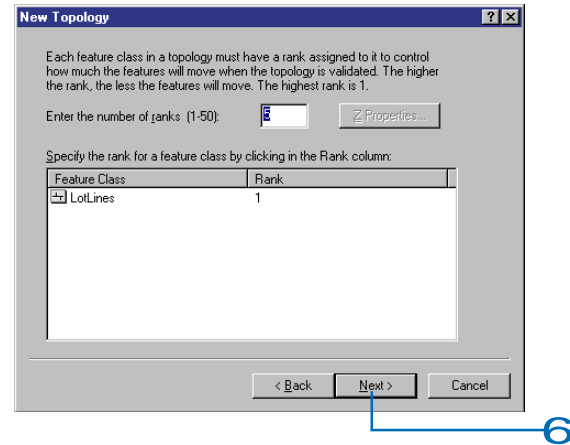 New Topology
Each feature class in a topology must have a rank assigned to it to control
how much the features will move when the topology is validated. The higher
the rank, the less the features will move. The highest rank is 1.
Enter the number of ranks (1-50): 5 Z Properties...
Specify the rank for a feature class by clicking in the Rank column:
Feature Class Rank
LotLines 1
< Back Next > Cancel
6